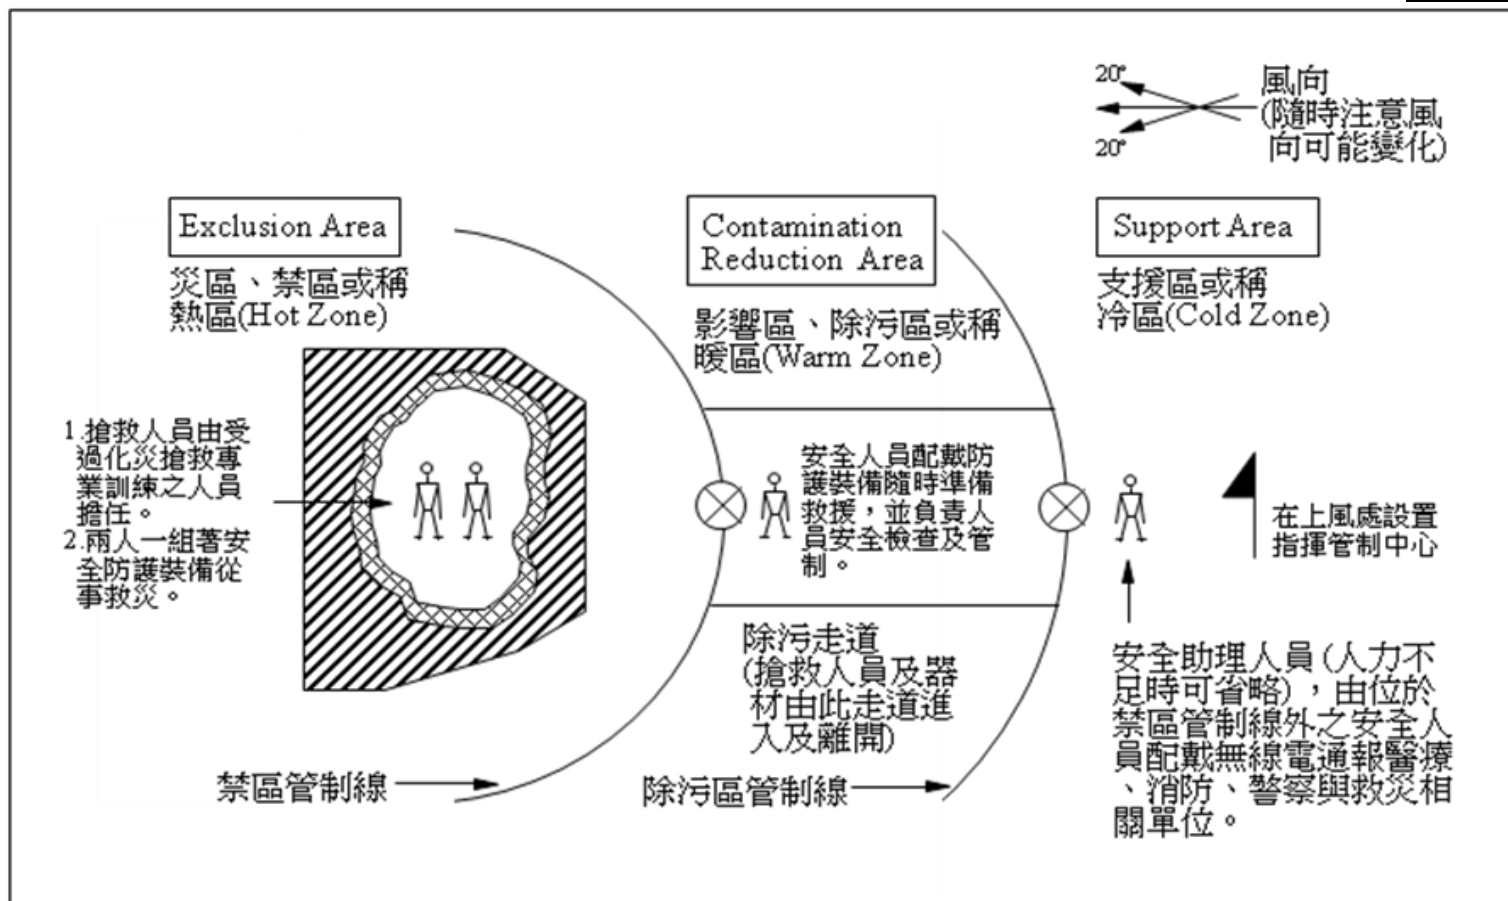 20°
20°
風向
(隨時注意風
向可能變化)
Exclusion Area
災區、禁區或稱
熱區(Hot Zone)
Contamination
Reduction Area
影響區、除污區或稱
暖區(Warm Zone)
Support Area
支援區或稱
冷區(Cold Zone)
1.搶救人員由受
過化災搶救專
業訓練之人員
擔任。
2.兩人一組著安
全防護裝備從
事救災。
安全人員配戴防
護裝備隨時準備
救援，並負責人
員安全檢查及管
制。
在上風處設置
指揮管制中心
除污走道
(搶救人員及器
材由此走道進
入及離開)
安全助理人員(人力不
足時可省略)，由位於
禁區管制線外之安全人
員配戴無線電通報醫療
、消防、警察與救災相
關單位。
禁區管制線
除污區管制線